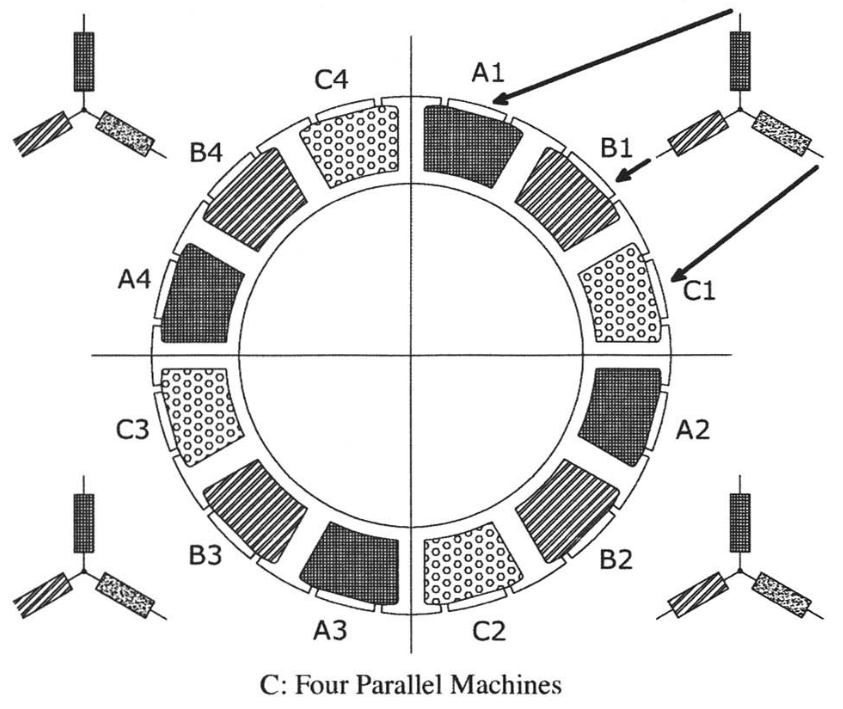 C4 A1
B4 B1
A4 C1
C3 A2
B3 B2
A3 C2
C: Four Parallel Machines